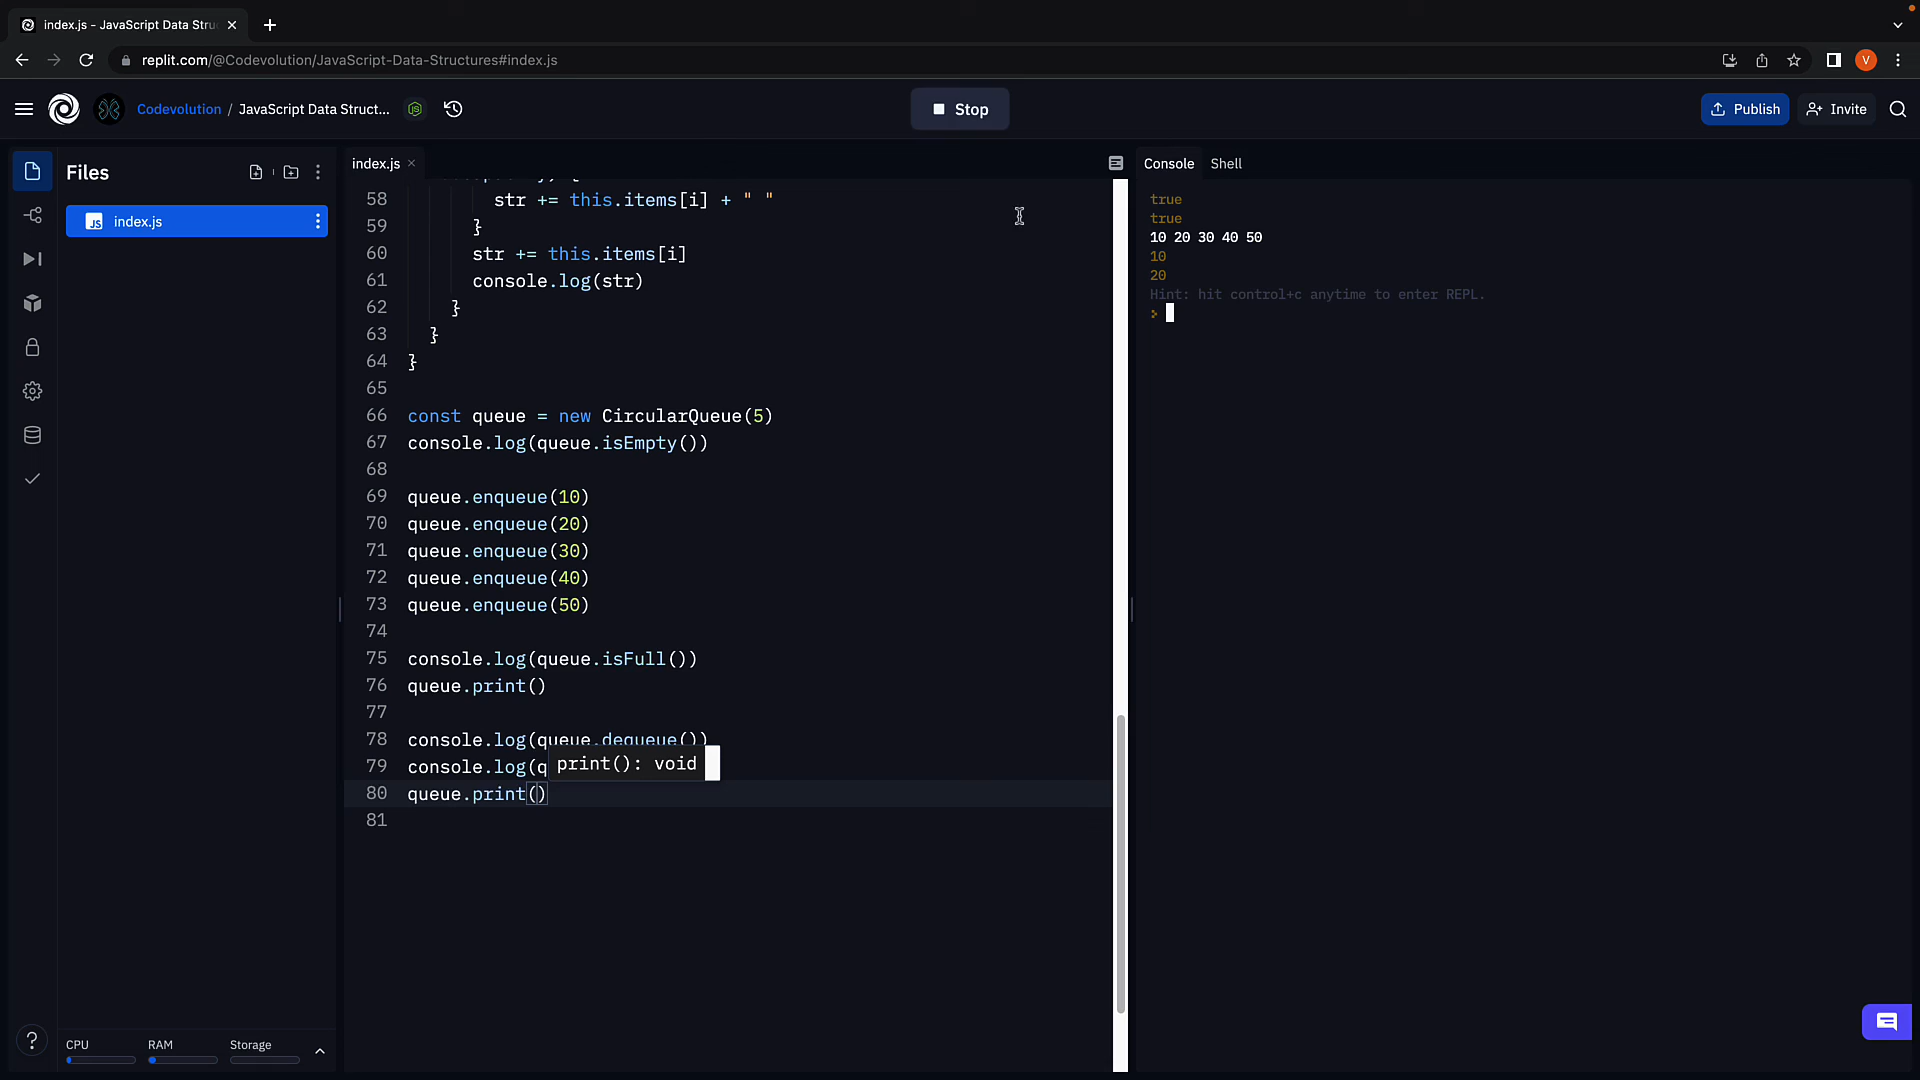 index.js - JavaScript Data Stru
replit.com/@Codevolution/JavaScript-Data-Structures#index.js
V
Codevolution / JavaScript Data Struct...
Stop
Publish
Invite
Files
JS index.js
CPU
RAM
Storage
?
index.js
58 str += this.items[i] + " "
59 }
60 str += this.items[i]
61 console.log(str)
62 }
63 }
64 }
65
66 const queue = new CircularQueue(5)
67 console.log(queue.isEmpty())
68
69 queue.enqueue(10)
70 queue.enqueue(20)
71 queue.enqueue(30)
72 queue.enqueue(40)
73 queue.enqueue(50)
74
75 console.log(queue.isFull())
76 queue.print()
77
78 console.log(queue.dequeue())
print(): void
79 console.log(q
80 queue.print()
81
Console Shell
true
true
10 20 30 40 50
10
20
Hint: hit control+c anytime to enter REPL.